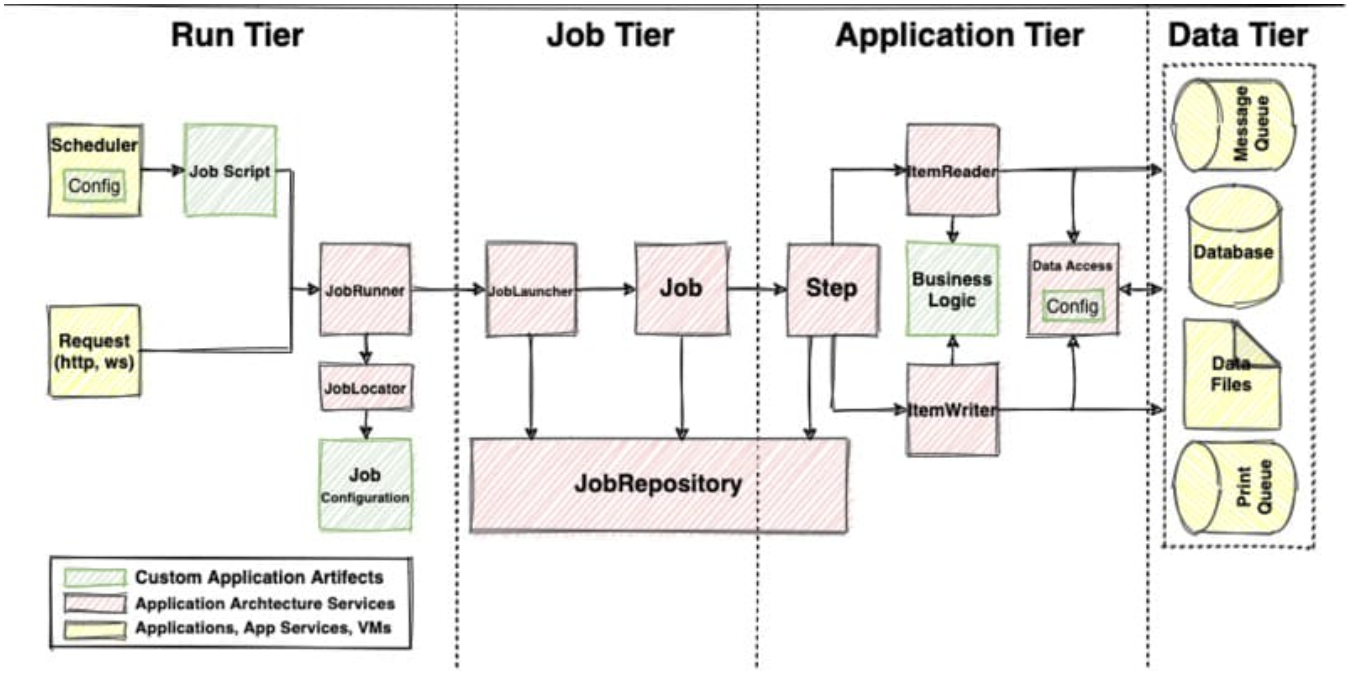 Run Tier
Job Tier
Application Tier
Data Tier
Scheduler
Config
Job Script
Request
(http, ws)
JobRunner
JobLocator
Job
Configuration
JobLauncher
Job
JobRepository
Step
ItemReader
Business
Logic
ItemWriter
Data Access
Config
Message
Queue
Database
Data
Files
Print
Queue
Custom Application Artifects
Application Archtecture Services
Applications, App Services, VMs